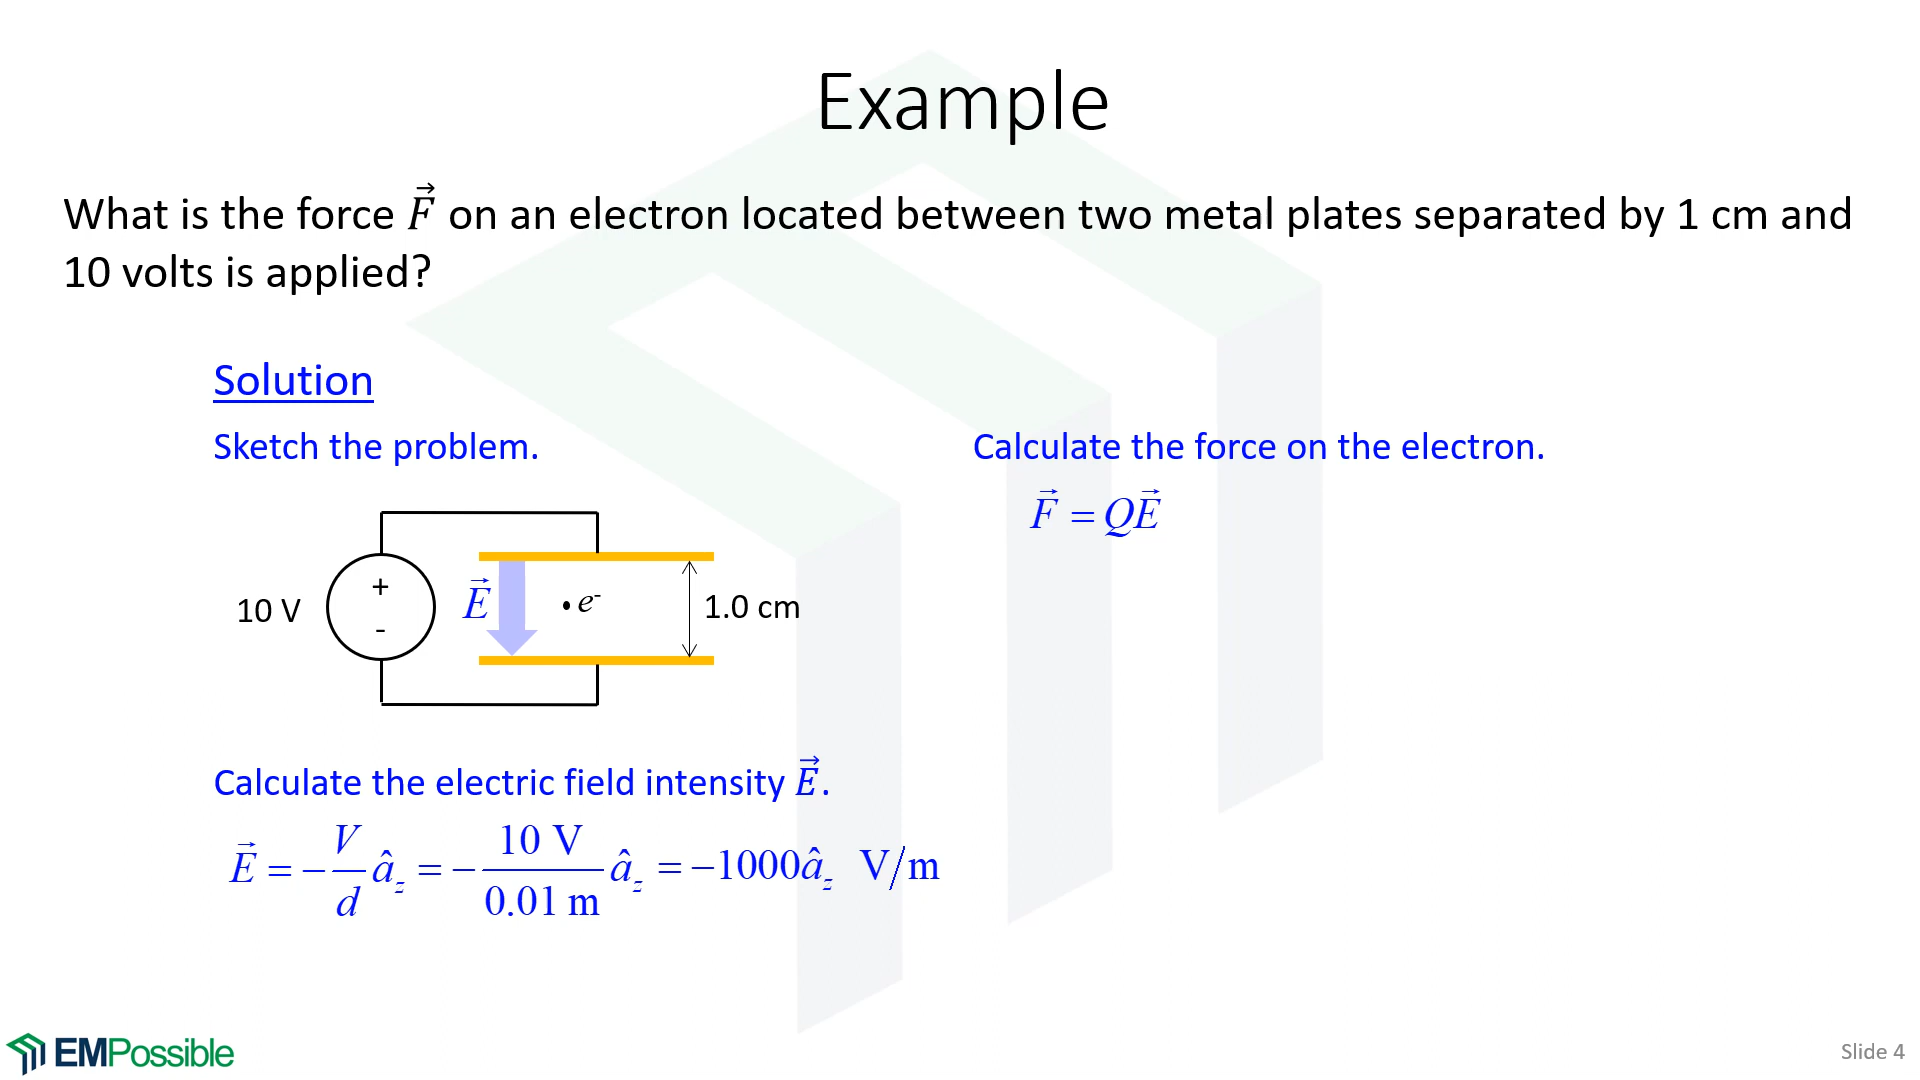 Example
What is the force F⃗ on an electron located between two metal plates separated by 1 cm and
10 volts is applied?
Solution
Sketch the problem.
10 V
+
-
E⃗
• e⁻
1.0 cm
Calculate the electric field intensity E⃗.
E⃗ = −V/d â_z = −10 V/0.01 m â_z = −1000â_z V/m
Calculate the force on the electron.
F⃗ = QE⃗
EMPossible
Slide 4